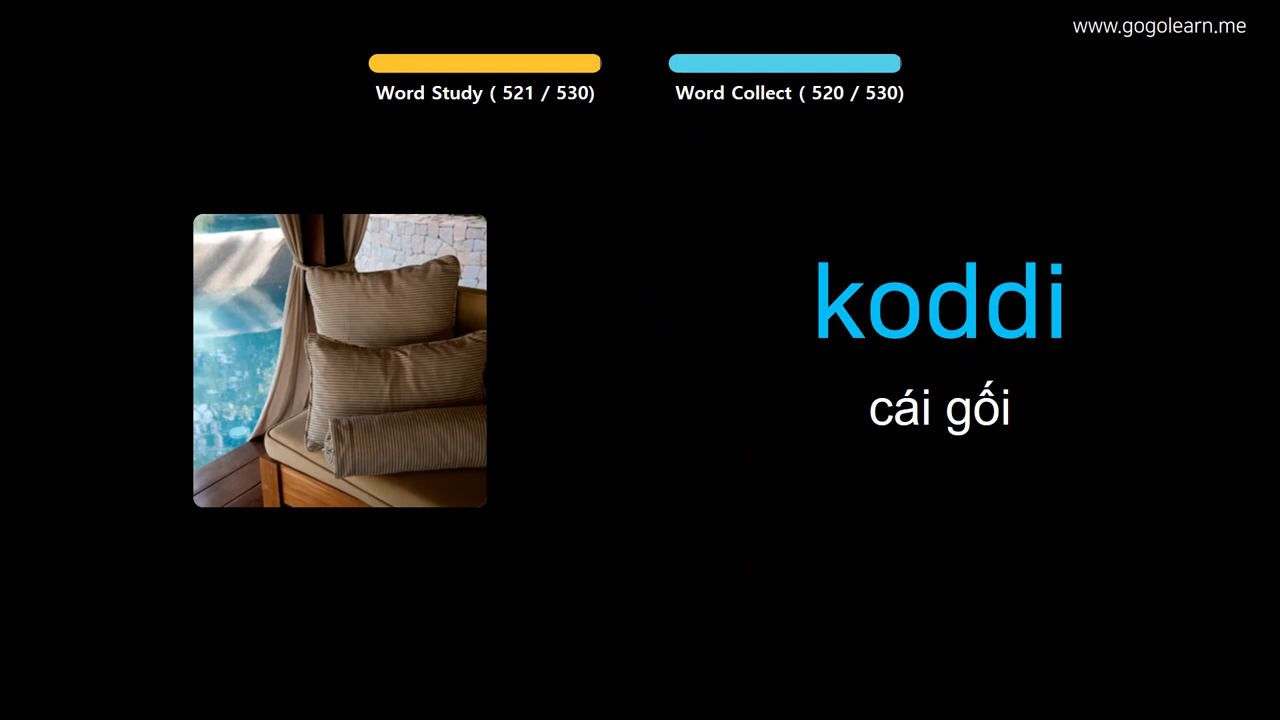 www.gogolearn.me
Word Study ( 521 / 530)
Word Collect ( 520 / 530)
koddi
cái gối